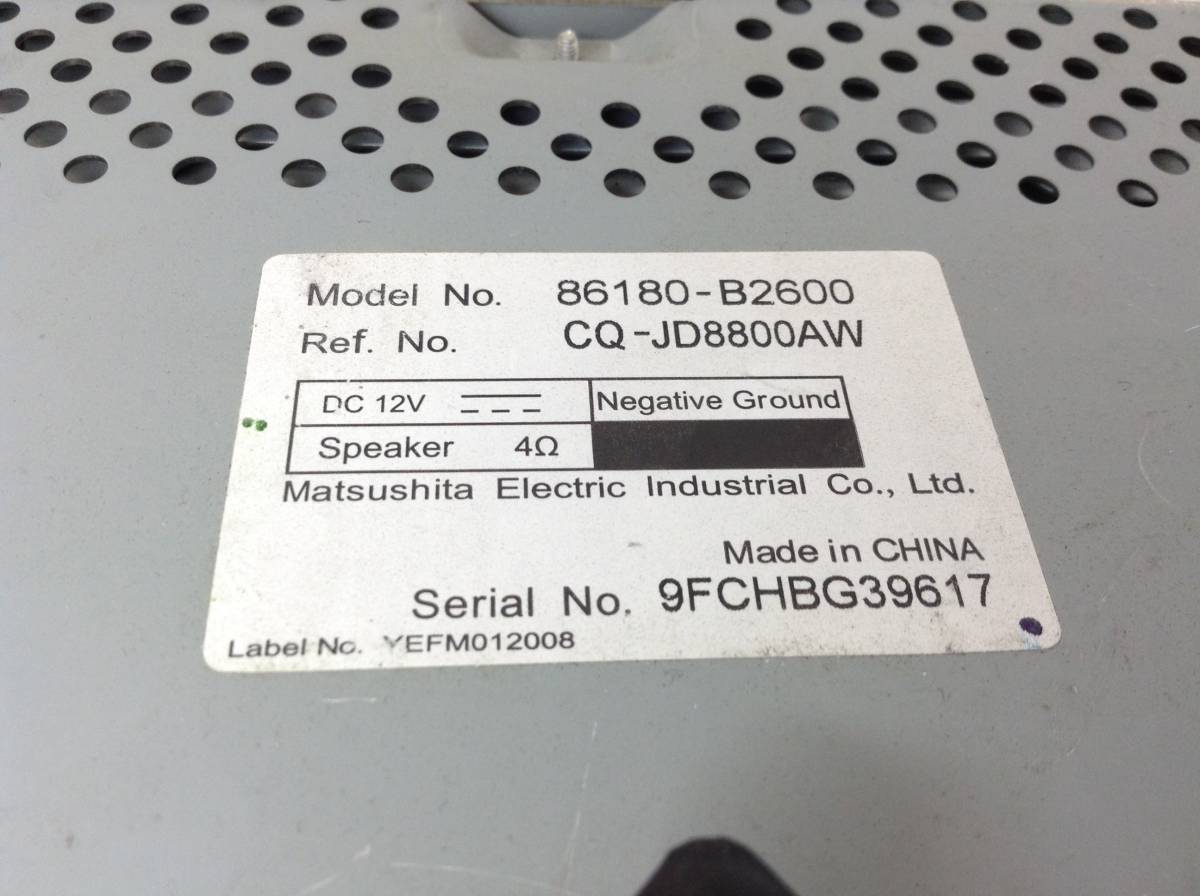 Model No. 86180-B2600
Ref. No. CQ-JD8800AW
DC 12V Negative Ground
Speaker 4Ω
Matsushita Electric Industrial Co., Ltd.
Made in CHINA
Serial No. 9FCHBG39617
Label No. YEFM012008